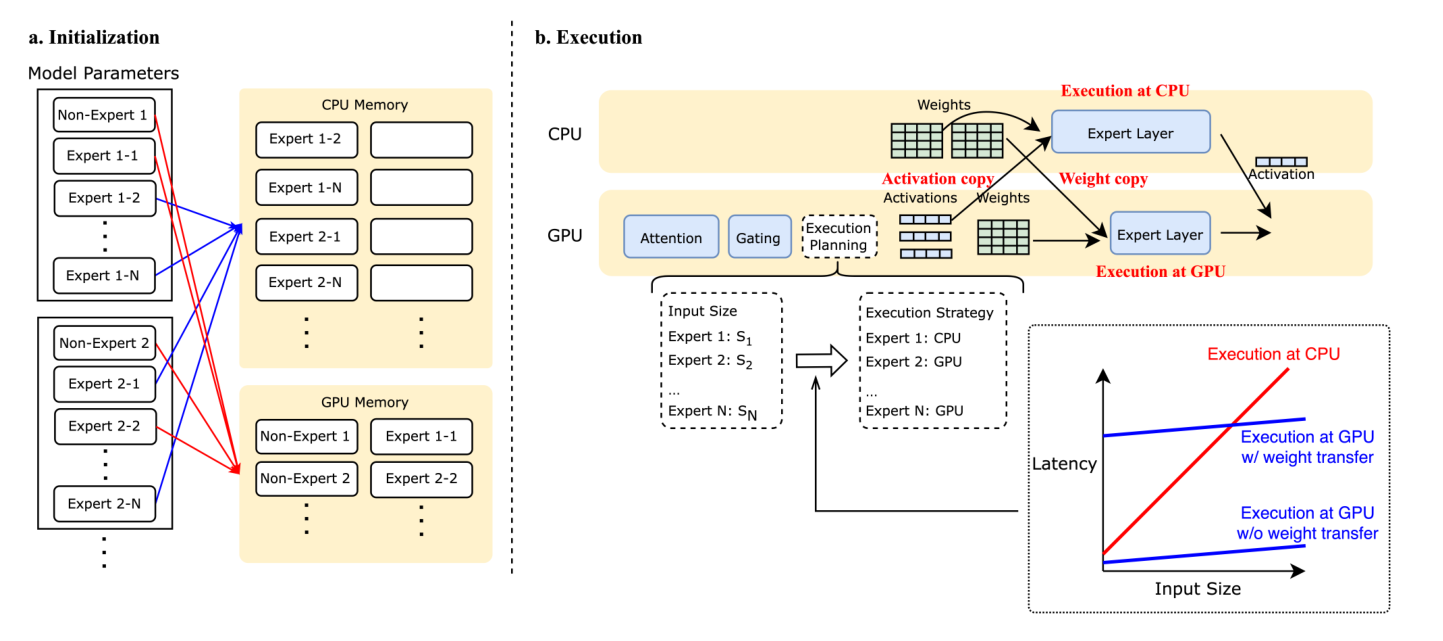 a. Initialization
Model Parameters
Non-Expert 1
Expert 1-1
Expert 1-2
Expert 1-N
Non-Expert 2
Expert 2-1
Expert 2-2
Expert 2-N
CPU Memory
Expert 1-2
Expert 1-N
Expert 2-1
Expert 2-N
GPU Memory
Non-Expert 1
Expert 1-1
Non-Expert 2
Expert 2-2
b. Execution
CPU
Weights
Execution at CPU
Expert Layer
Activation copy
Weight copy
Activation
GPU
Attention
Gating
Execution
Planning
Activations
Weights
Expert Layer
Execution at GPU
Input Size
Expert 1: S₁
Expert 2: S₂
...
Expert N: S_N
Execution Strategy
Expert 1: CPU
Expert 2: GPU
...
Expert N: GPU
Execution at CPU
Execution at GPU
w/ weight transfer
Latency
Execution at GPU
w/o weight transfer
Input Size